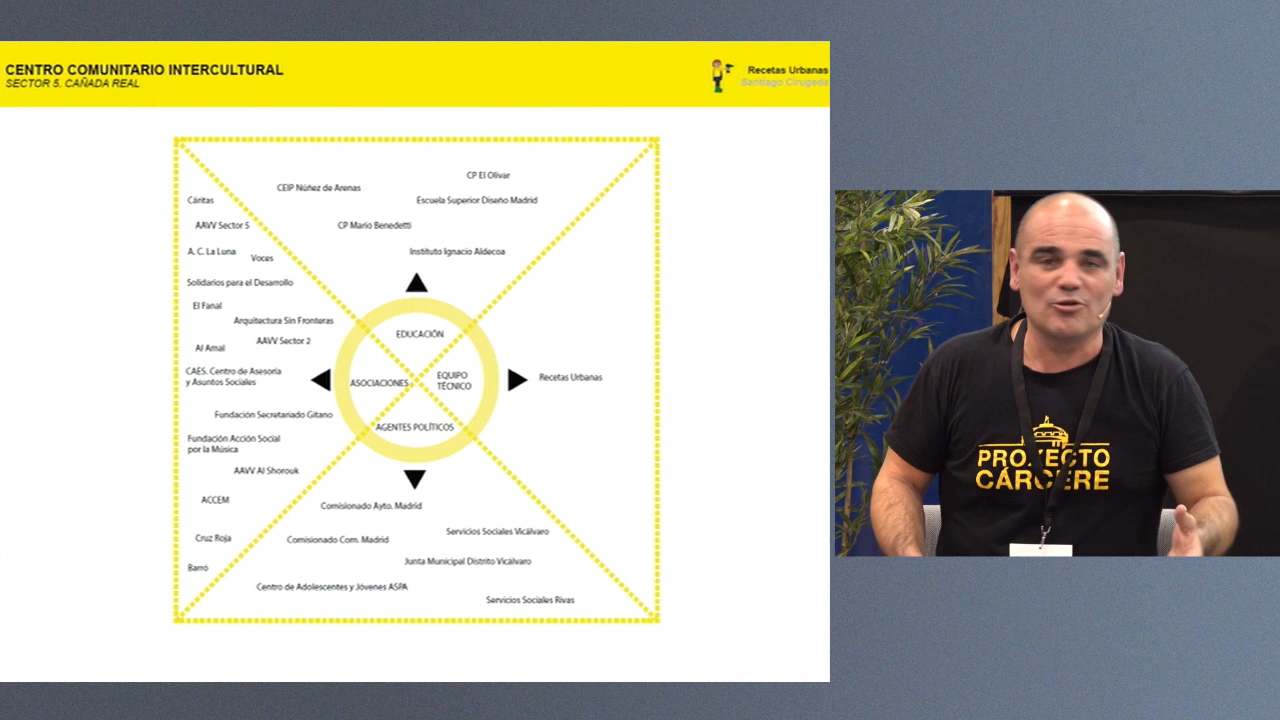 CENTRO COMUNITARIO INTERCULTURAL
SECTOR 5. CAÑADA REAL
Recetas Urbanas
Santiago Cirugeda
CP El Olivar
CEIP Núñez de Arenas
Cáritas
Escuela Superior Diseño Madrid
AAVV Sector 5
CP Mario Benedetti
A. C. La Luna
Voces
Instituto Ignacio Aldecoa
Solidarios para el Desarrollo
El Fanal
Arquitectura Sin Fronteras
AAVV Sector 2
Al Amal
EDUCACIÓN
CAES. Centro de Asesoría
y Asuntos Sociales
ASOCIACIONES
EQUIPO
TÉCNICO
Recetas Urbanas
Fundación Secretariado Gitano
AGENTES POLÍTICOS
Fundación Acción Social
por la Música
AAVV Al Shorouk
ACCEM
Comisionado Ayto. Madrid
Servicios Sociales Vicálvaro
Cruz Roja
Comisionado Com. Madrid
Junta Municipal Distrito Vicálvaro
Barró
Centro de Adolescentes y Jóvenes ASPA
Servicios Sociales Rivas
PROYECTO
CÁRCERE